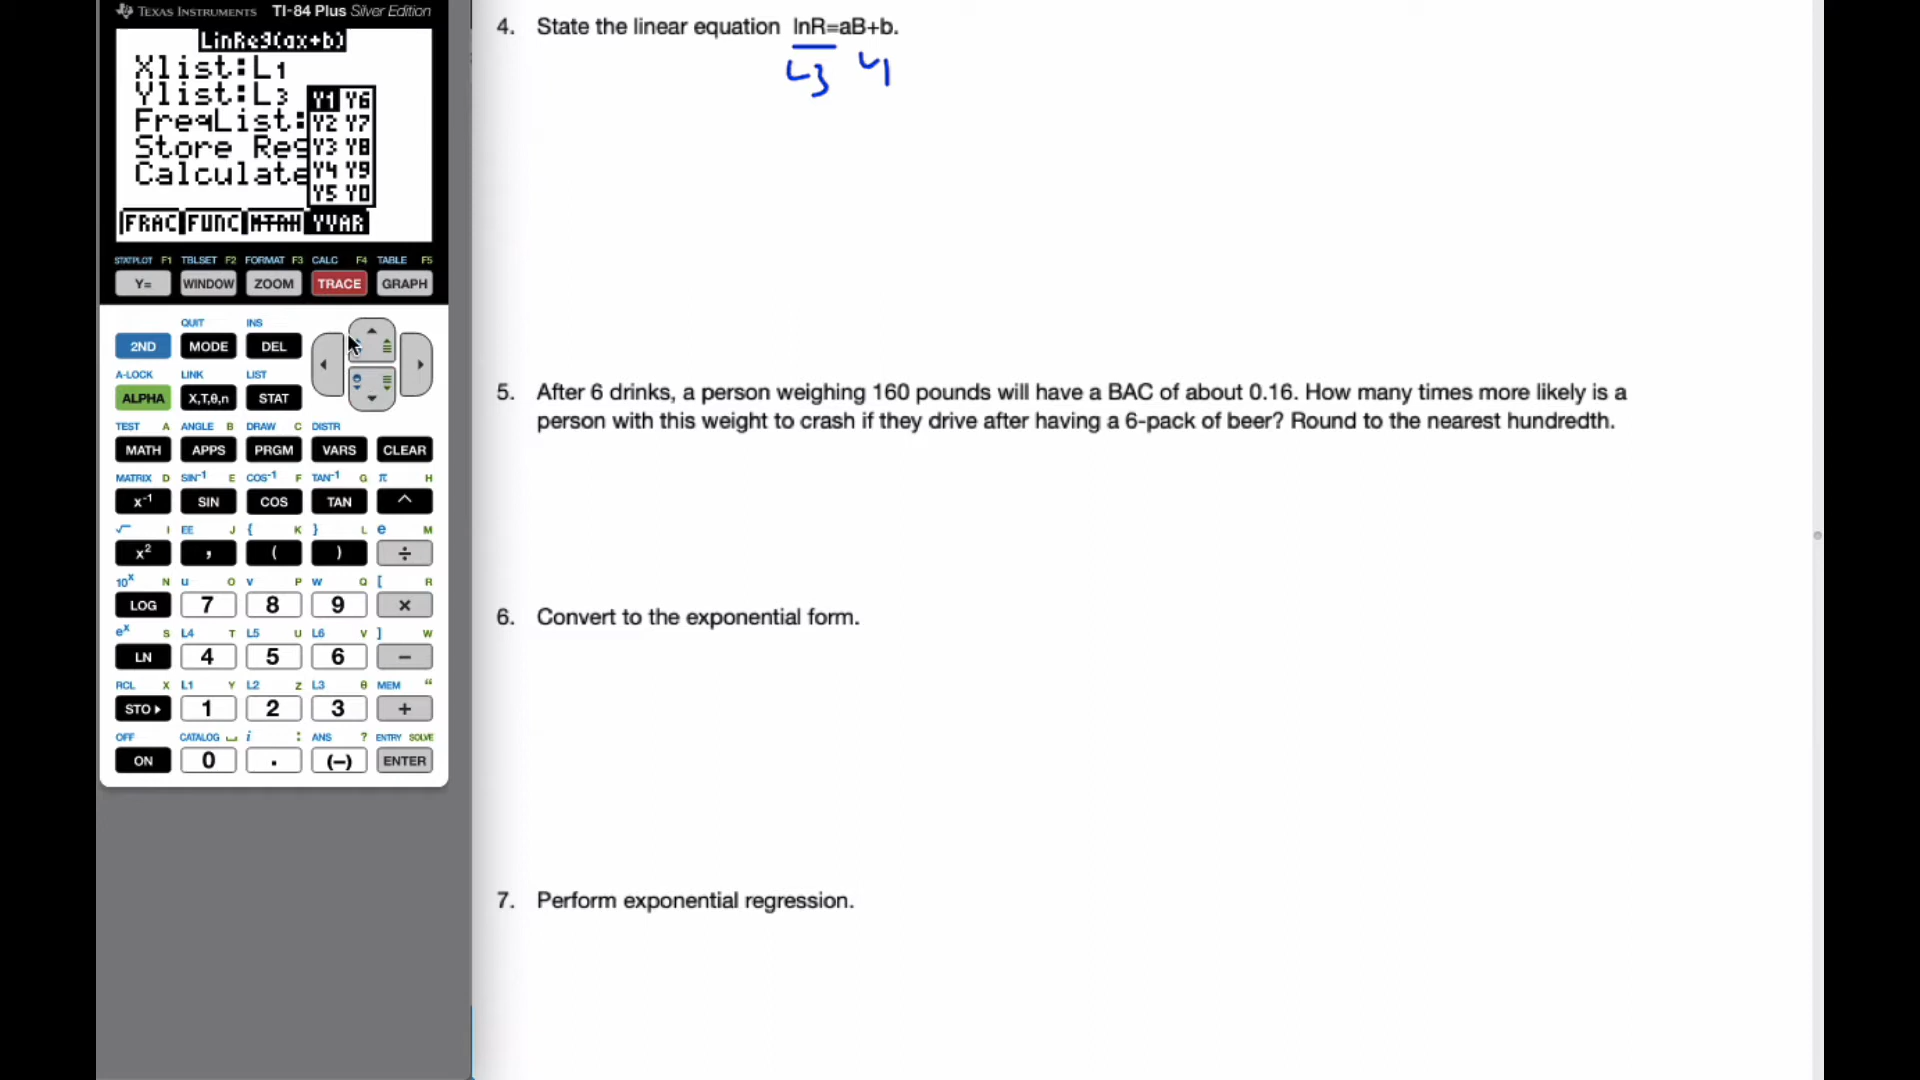 TEXAS INSTRUMENTS TI-84 Plus Silver Edition
LinReg(ax+b)
Xlist:L1
Ylist:L3
FreqList:
Store Reg
Calculate
Y1 Y6
Y2 Y7
Y3 Y8
Y4 Y9
Y5 Y0
FRAC FUNC MTRX YVAR
STATPLOT F1 TBLSET F2 FORMAT F3 CALC F4 TABLE F5
Y= WINDOW ZOOM TRACE GRAPH
QUIT INS
2ND MODE DEL
A-LOCK LINK LIST
ALPHA X,T,θ,n STAT
TEST A ANGLE B DRAW C DISTR
MATH APPS PRGM VARS CLEAR
MATRIX D SIN-1 E COS-1 F TAN-1 G π H
x-1 SIN COS TAN ^
√ I EE J { K } L e M
x2 , ( ) ÷
10x N u O v P w Q [ R
LOG 7 8 9 ×
ex S L4 T L5 U L6 V ] W
LN 4 5 6 −
RCL X L1 Y L2 Z L3 θ MEM "
STO▸ 1 2 3 +
OFF CATALOG i : ANS ? ENTRY SOLVE
ON 0 . (−) ENTER
4. State the linear equation lnR=aB+b.
L3 L1
5. After 6 drinks, a person weighing 160 pounds will have a BAC of about 0.16. How many times more likely is a
person with this weight to crash if they drive after having a 6-pack of beer? Round to the nearest hundredth.
6. Convert to the exponential form.
7. Perform exponential regression.